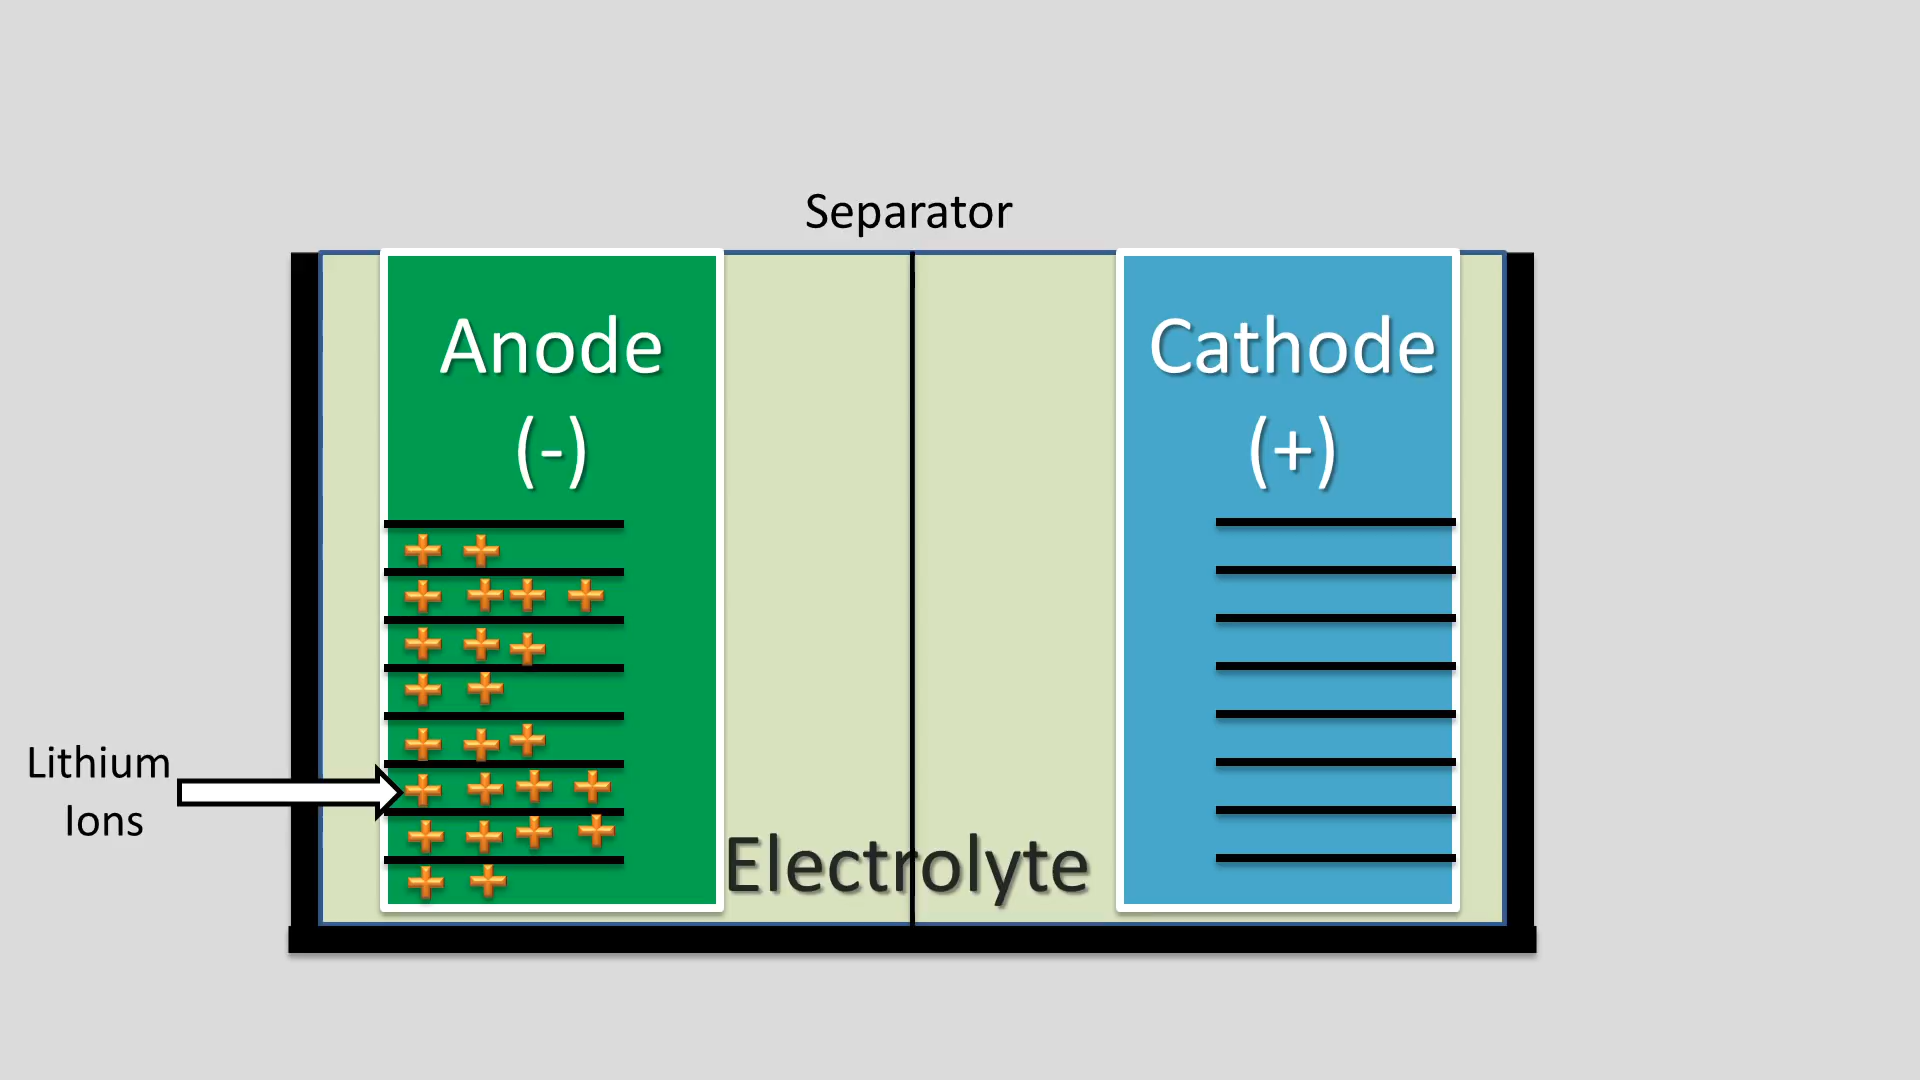 Separator
Anode
(-)
Cathode
(+)
Lithium
Ions
Electrolyte